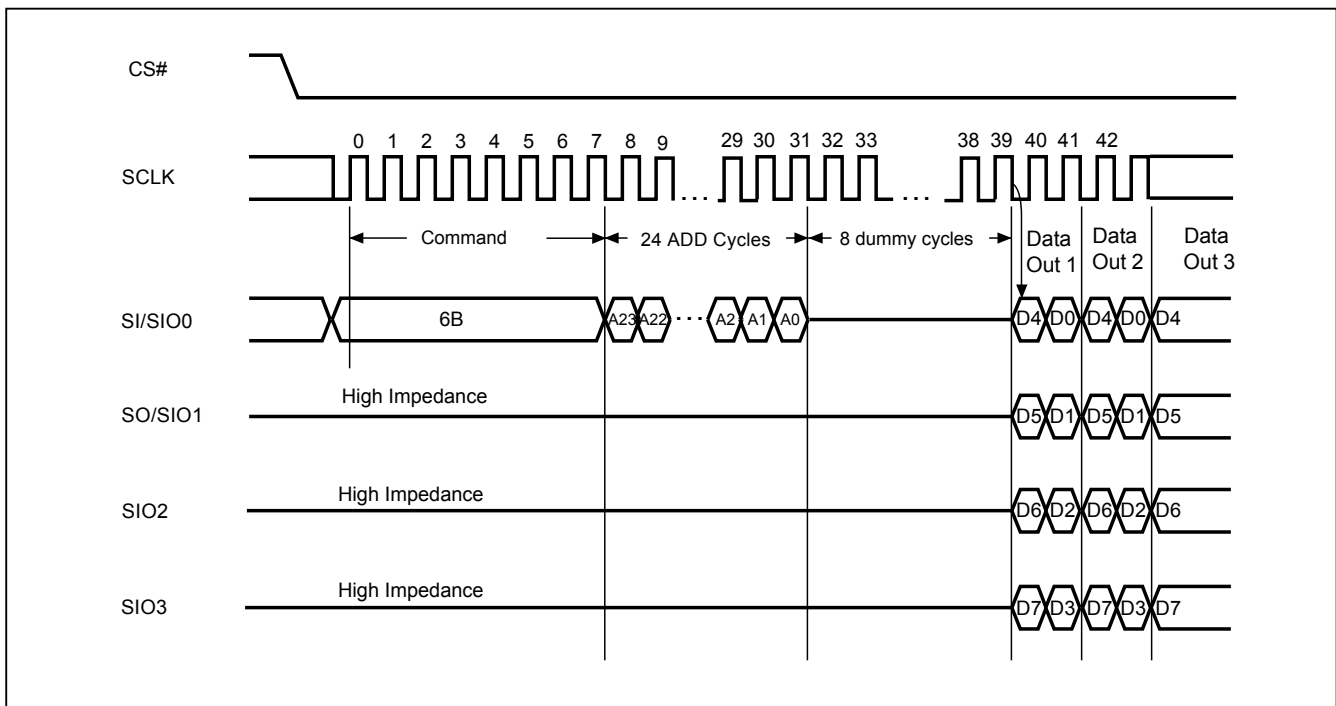 CS#
0 1 2 3 4 5 6 7 8 9 29 30 31 32 33 38 39 40 41 42
SCLK
Command 24 ADD Cycles 8 dummy cycles Data Out 1 Data Out 2 Data Out 3
SI/SIO0 6B A23 A22 A2 A1 A0 D4 D0 D4 D0 D4
High Impedance
SO/SIO1 D5 D1 D5 D1 D5
High Impedance
SIO2 D6 D2 D6 D2 D6
High Impedance
SIO3 D7 D3 D7 D3 D7